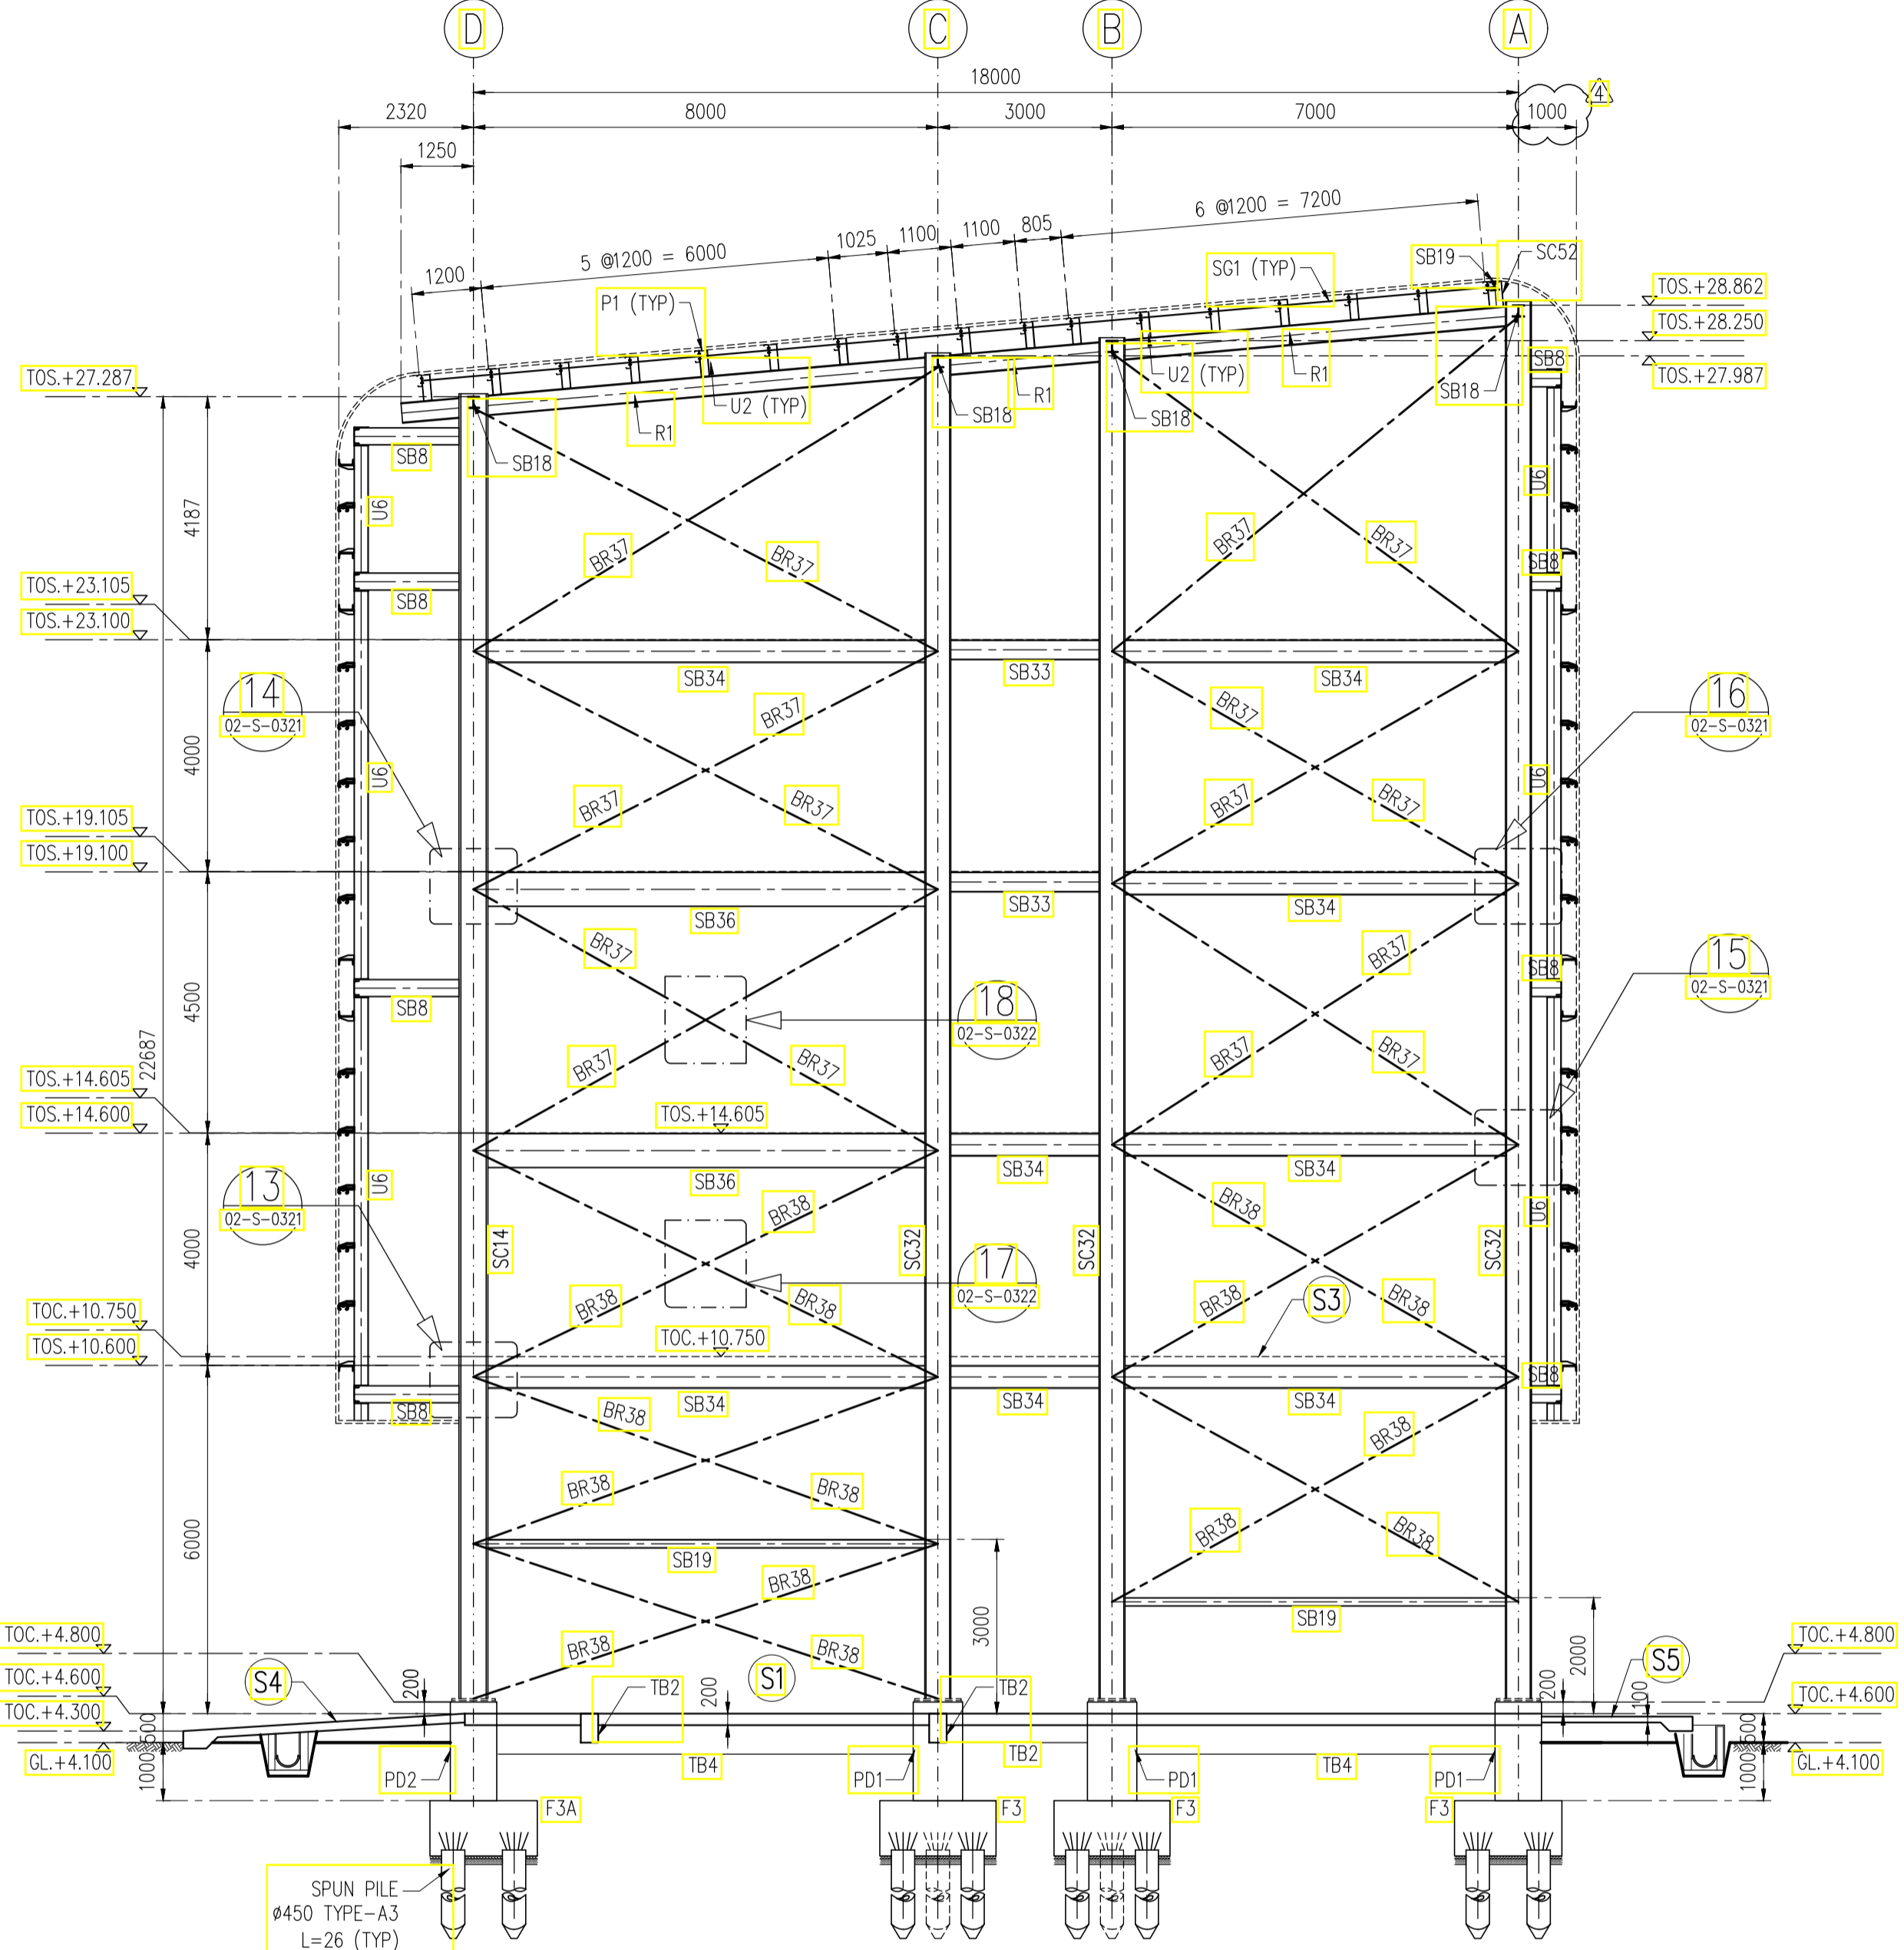 D
C
B
A
18000
4
2320
8000
3000
7000
1000
1250
6 @1200 = 7200
1200
5 @1200 = 6000
1025
1100
1100
805
SB19
SC52
SG1 (TYP)
P1 (TYP)
TOS.+28.862
TOS.+28.250
TOS.+27.987
TOS.+27.287
U2 (TYP)
R1
SB18
R1
SB18
U2 (TYP)
R1
SB18
SB8
SB8
SB18
U6
U6
4187
BR37
BR37
BR37
BR37
SB8
SB8
TOS.+23.105
TOS.+23.100
SB34
SB33
SB34
14
02-S-0321
16
02-S-0321
BR37
BR37
4000
U6
U6
BR37
BR37
BR37
BR37
TOS.+19.105
TOS.+19.100
SB36
SB33
SB34
BR37
BR37
15
02-S-0321
SB8
SB8
4500
18
02-S-0322
22687
BR37
BR37
BR37
BR37
TOS.+14.605
TOS.+14.600
TOS.+14.605
SB36
SB34
SB34
13
02-S-0321
U6
U6
BR38
BR38
4000
SC14
SC32
SC32
SC32
17
02-S-0322
BR38
BR38
BR38
BR38
S3
TOC.+10.750
TOS.+10.600
TOC.+10.750
SB8
SB8
SB34
SB34
SB34
BR38
BR38
BR38
BR38
BR38
BR38
6000
SB19
BR38
3000
SB19
2000
BR38
BR38
TOC.+4.800
TOC.+4.600
TOC.+4.300
GL.+4.100
S4
200
TB2
200
S1
TB2
TB2
200
100
S5
TOC.+4.800
TOC.+4.600
GL.+4.100
500
1000
500
1000
PD2
TB4
PD1
PD1
TB4
PD1
F3A
F3
F3
F3
SPUN PILE
ø450 TYPE-A3
L=26 (TYP)